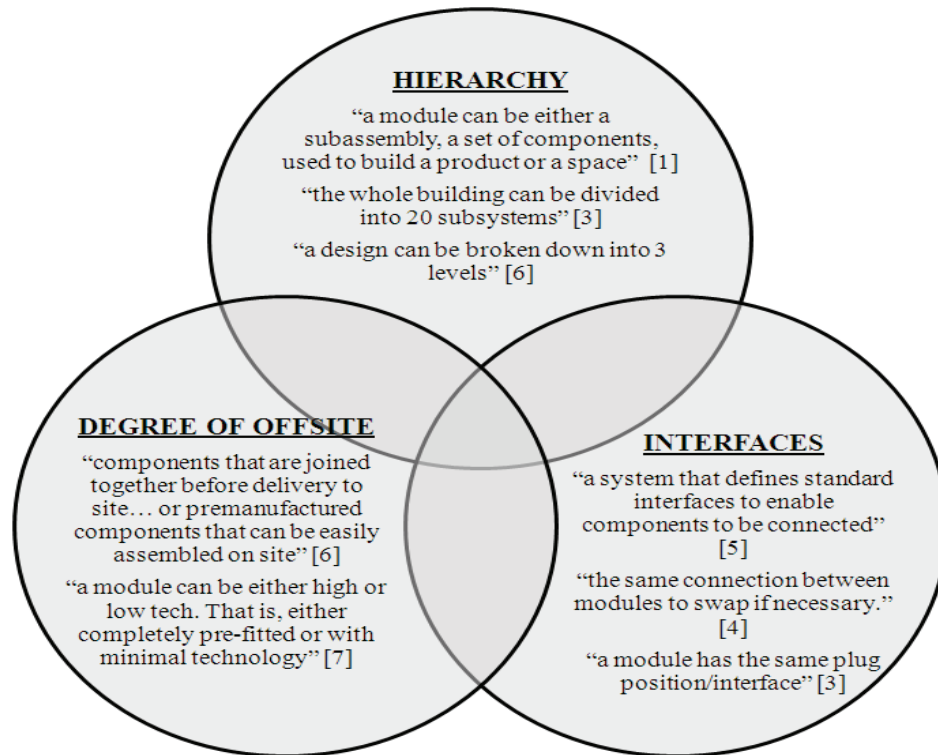 HIERARCHY
“a module can be either a
subassembly, a set of components,
used to build a product or a space” [1]
“the whole building can be divided
into 20 subsystems” [3]
“a design can be broken down into 3
levels” [6]
DEGREE OF OFFSITE
“components that are joined
together before delivery to
site… or premanufactured
components that can be easily
assembled on site” [6]
“a module can be either high or
low tech. That is, either
completely pre-fitted or with
minimal technology” [7]
INTERFACES
“a system that defines standard
interfaces to enable
components to be connected”
[5]
“the same connection between
modules to swap if necessary.”
[4]
“a module has the same plug
position/interface” [3]